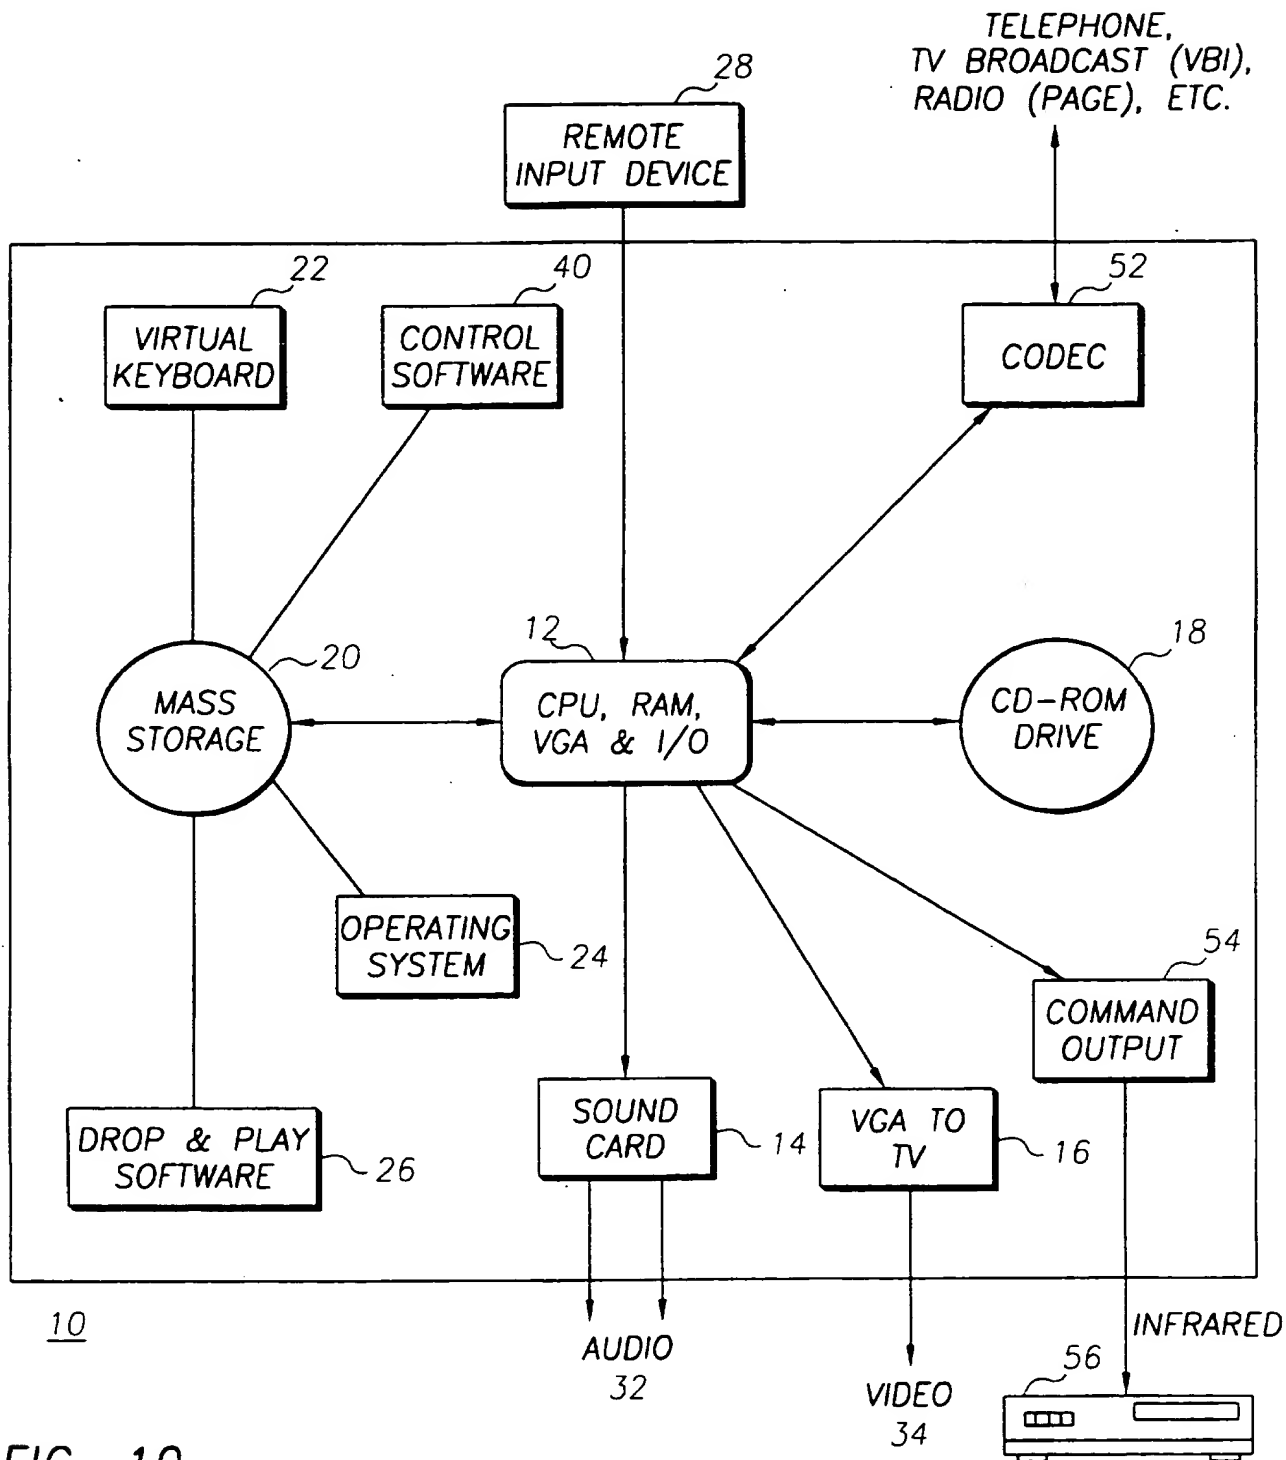 TELEPHONE,
TV BROADCAST (VBI),
RADIO (PAGE), ETC.
28
REMOTE
INPUT DEVICE
22
40
52
VIRTUAL
KEYBOARD
CONTROL
SOFTWARE
CODEC
12
18
20
MASS
STORAGE
CPU, RAM,
VGA & I/O
CD-ROM
DRIVE
OPERATING
SYSTEM
24
54
COMMAND
OUTPUT
SOUND
CARD
14
VGA TO
TV
16
DROP & PLAY
SOFTWARE
26
10
INFRARED
AUDIO
32
56
VIDEO
34